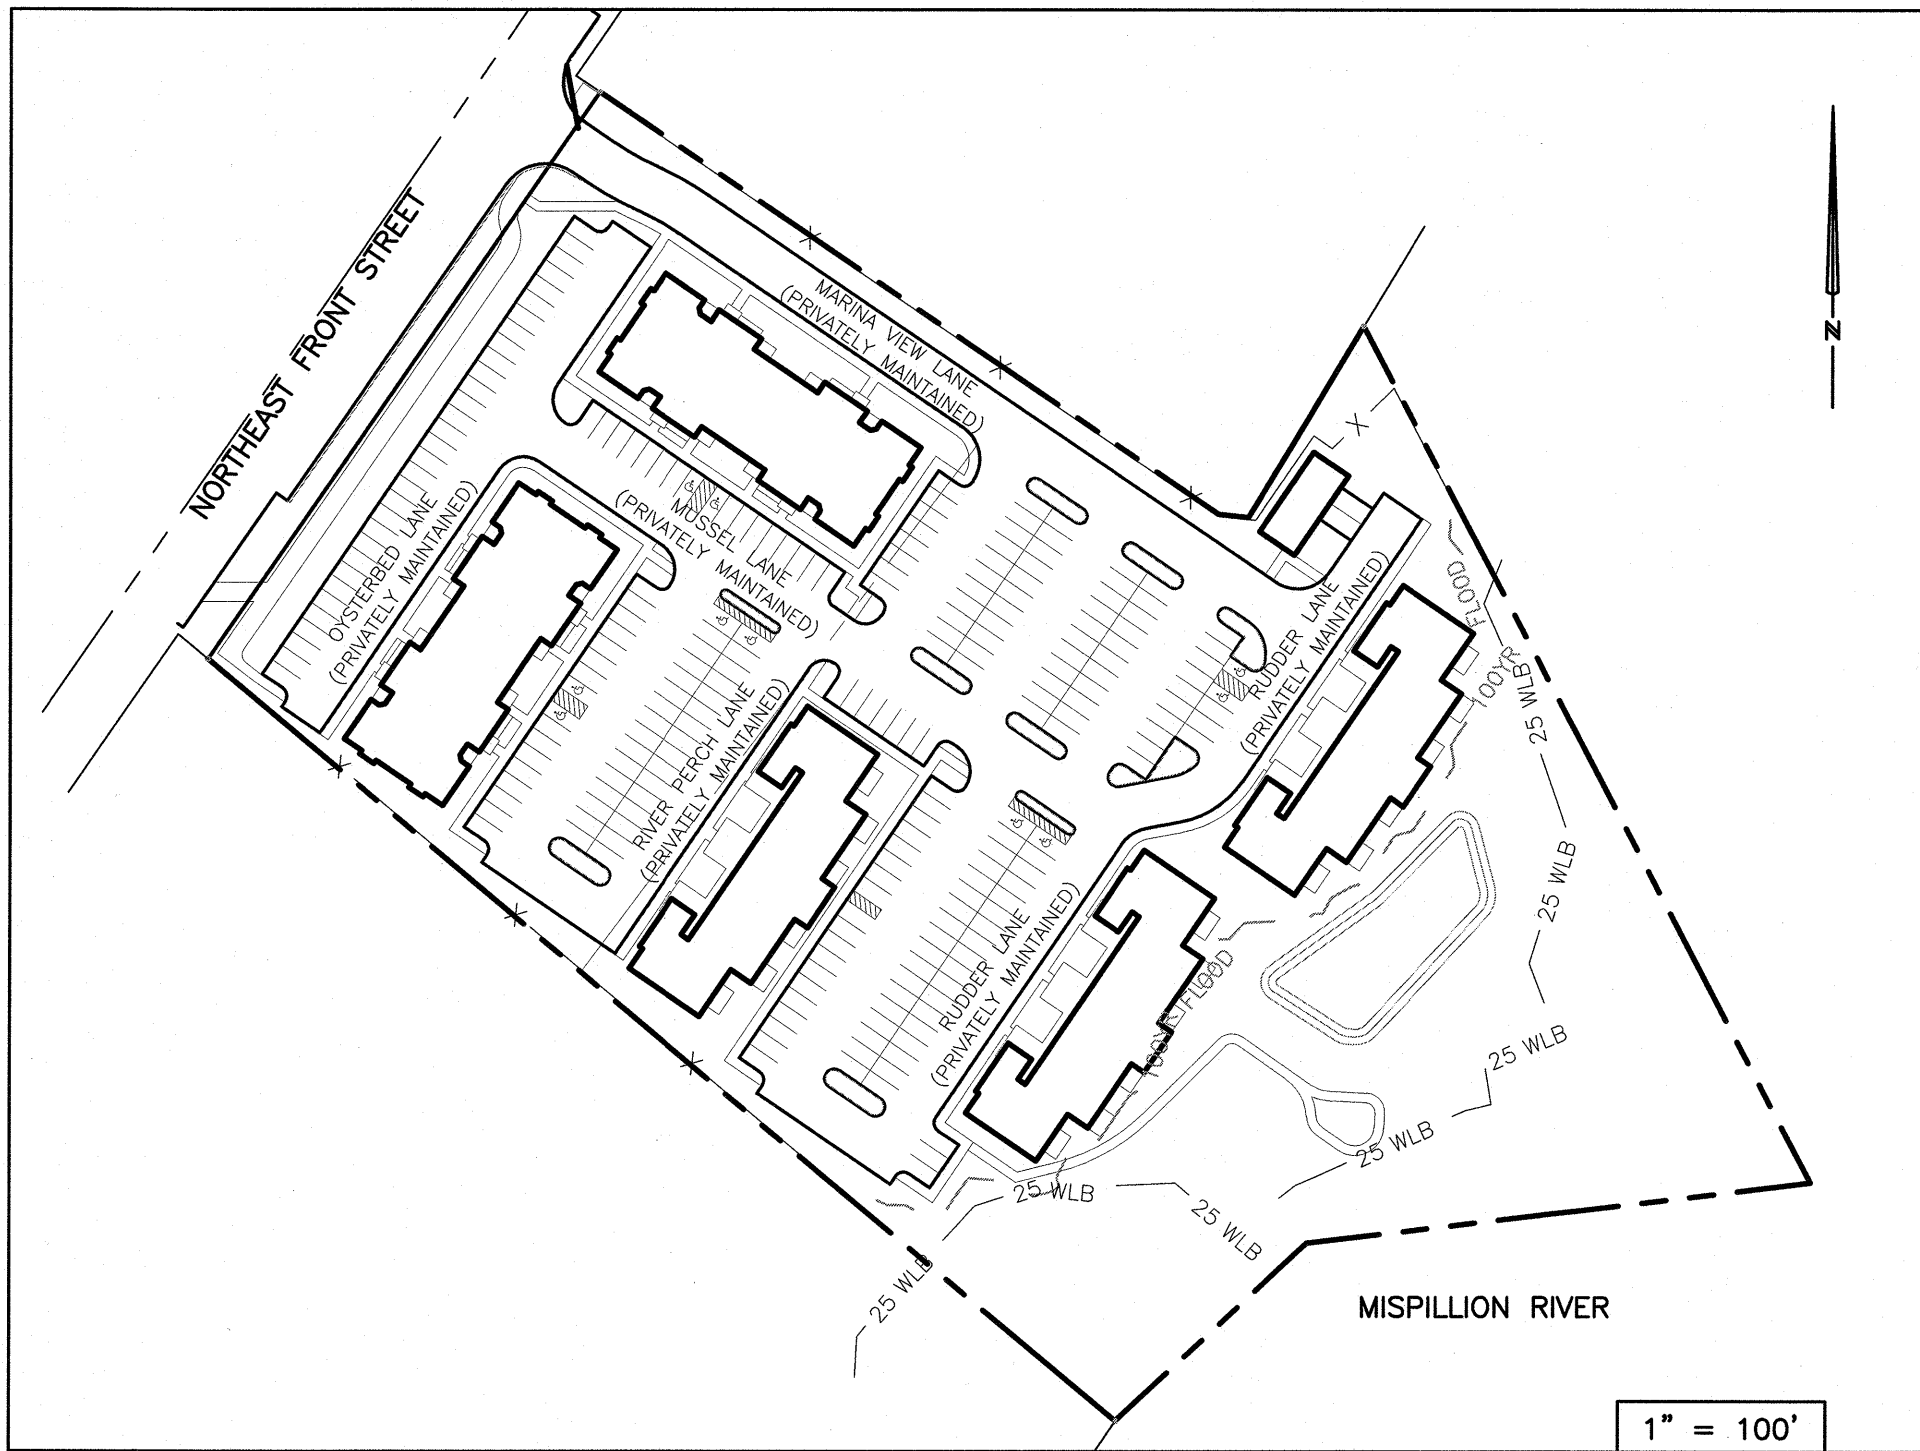 NORTHEAST FRONT STREET
MARINA VIEW LANE
(PRIVATELY MAINTAINED)
N
X
OYSTERBED LANE
(PRIVATELY MAINTAINED)
MUSSEL LANE
(PRIVATELY MAINTAINED)
RUDDER LANE
(PRIVATELY MAINTAINED)
100YR FLOOD
25 WLB
25 WLB
RIVER PERCH LANE
(PRIVATELY MAINTAINED)
RUDDER LANE
(PRIVATELY MAINTAINED)
100YR FLOOD
25 WLB
25 WLB
25 WLB
25 WLB
25 WLB
MISPILLION RIVER
1" = 100'